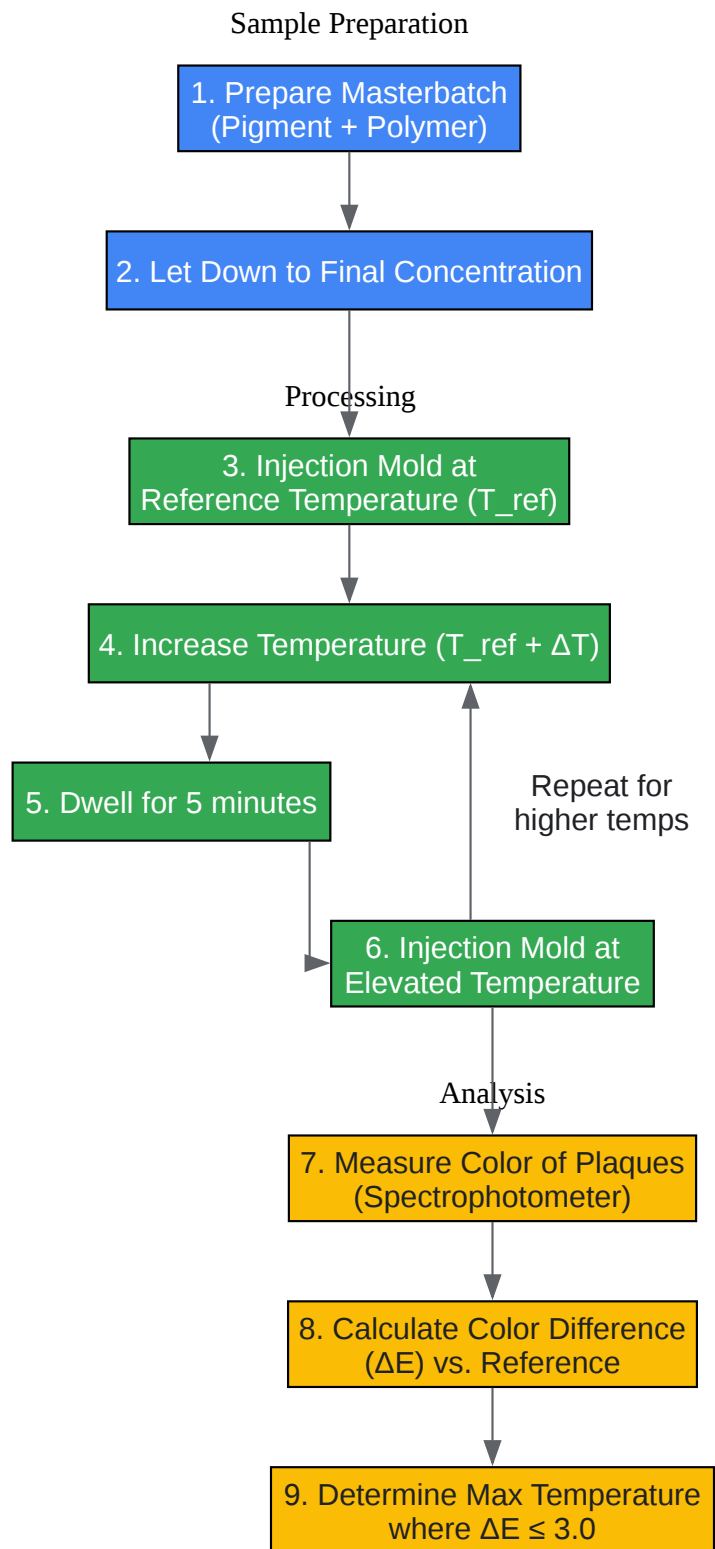 Sample Preparation
1. Prepare Masterbatch
(Pigment + Polymer)
2. Let Down to Final Concentration
Processing
3. Injection Mold at
Reference Temperature (T_ref)
4. Increase Temperature (T_ref + ΔT)
5. Dwell for 5 minutes
Repeat for
higher temps
6. Injection Mold at
Elevated Temperature
Analysis
7. Measure Color of Plaques
(Spectrophotometer)
8. Calculate Color Difference
(ΔE) vs. Reference
9. Determine Max Temperature
where ΔE ≤ 3.0